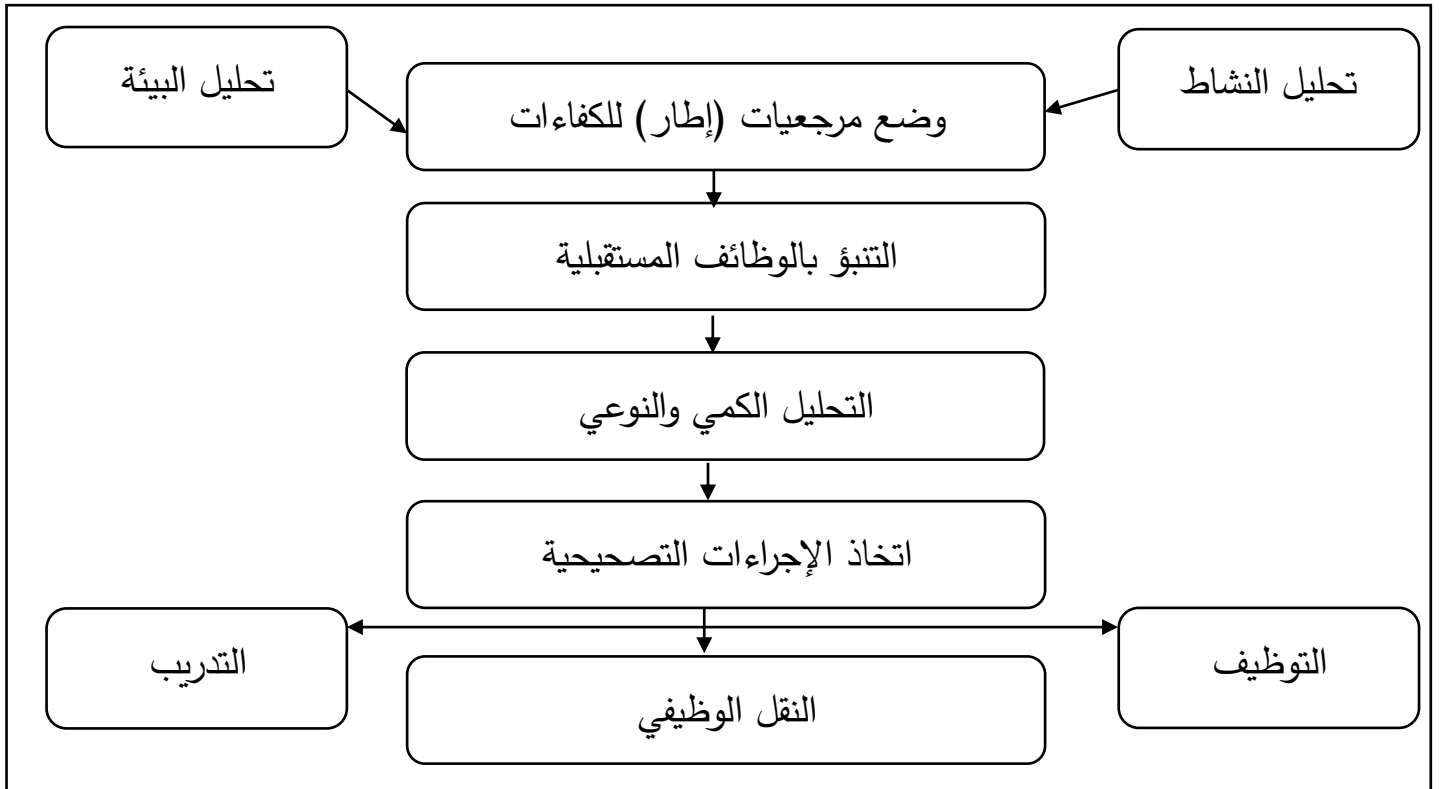 تحليل النشاط
تحليل البيئة
وضع مرجعيات (إطار) للكفاءات
التنبؤ بالوظائف المستقبلية
التحليل الكمي والنوعي
اتخاذ الإجراءات التصحيحية
التوظيف
التدريب
النقل الوظيفي